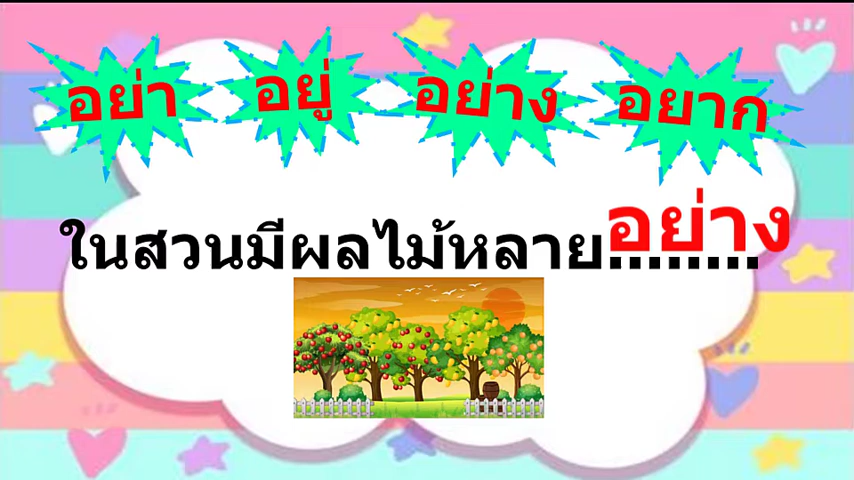 อย่า อยู่ อย่าง อยาก
ในสวนมีผลไม้หลาย........อย่าง